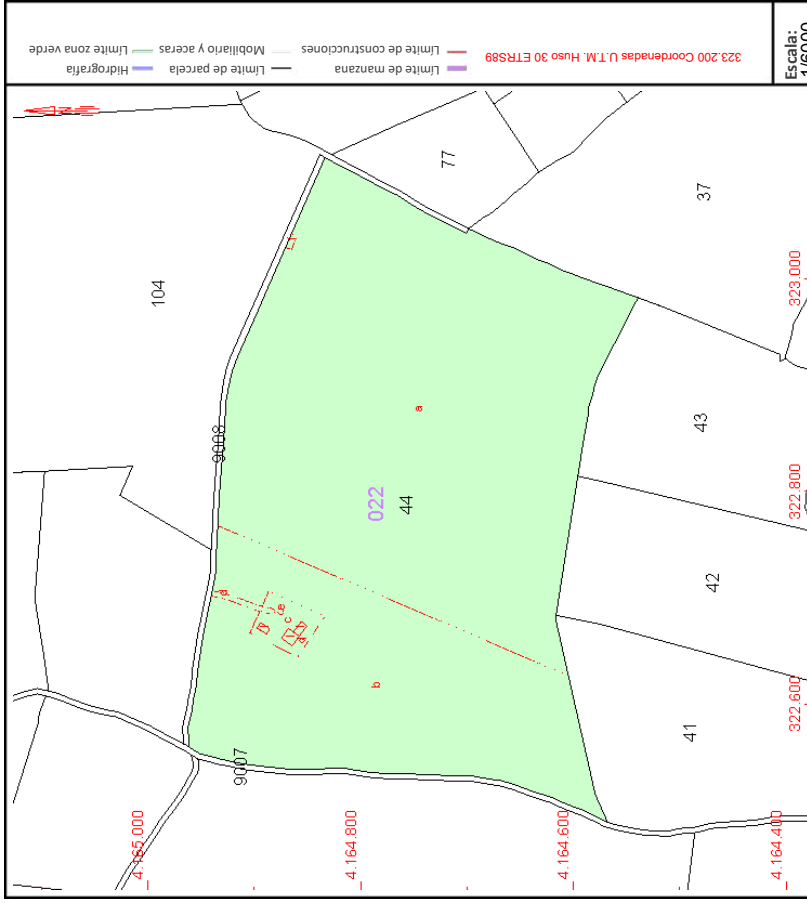 323.200 Coordenadas U.T.M. Huso 30 ETRS89
Límite de manzana
Límite de construcciones
Límite de parcela
Mobiliario y aceras
Hidrografía
Límite zona verde
Escala:
1/6000
104
77
37
9008
a
43
322,800
323,000
022
44
42
d
e
c
b
9007
41
322,600
4.165.000
4.164.800
4.164.600
4.164.400